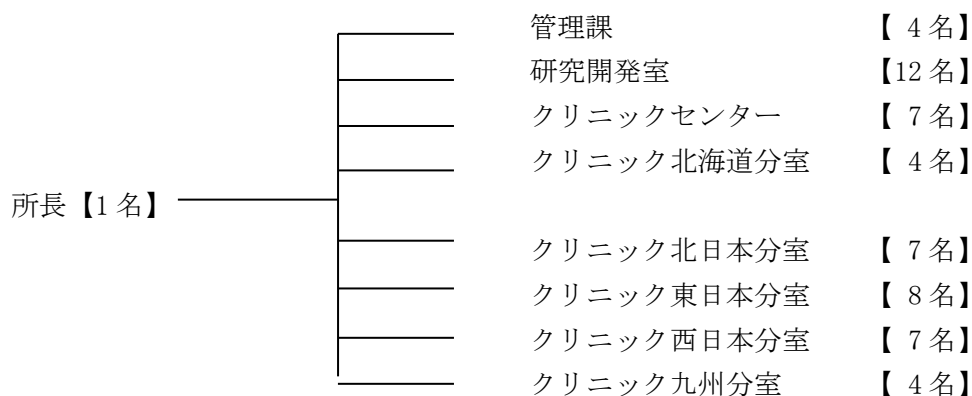 管理課 【 4名】
研究開発室 【12名】
クリニックセンター 【 7名】
クリニック北海道分室 【 4名】
所長【1名】
クリニック北日本分室 【 7名】
クリニック東日本分室 【 8名】
クリニック西日本分室 【 7名】
クリニック九州分室 【 4名】